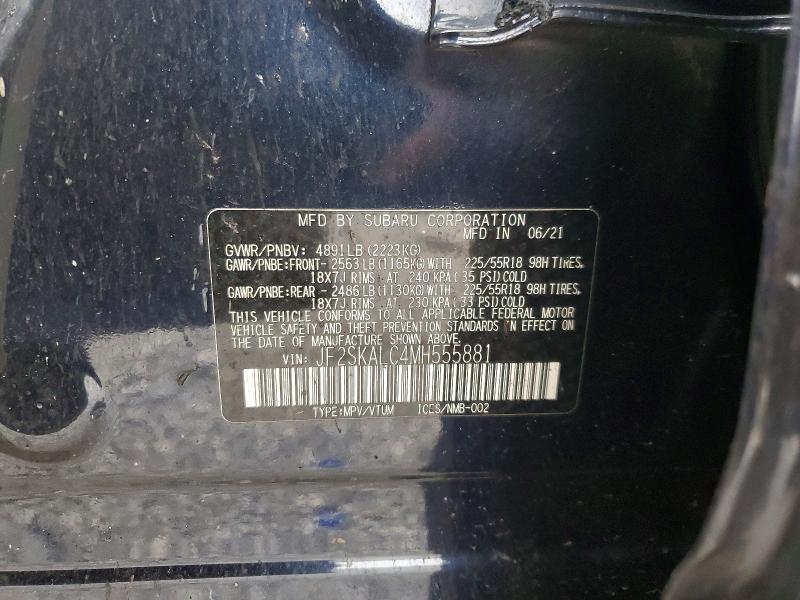 MFD BY SUBARU CORPORATION
MFD IN 06/21
GVWR/PNBV: 4891LB(2223KG)
GAWR/PNBE:FRONT- 2563LB(1165KG)WITH 225/55R18 98H TIRES,
18X7J RIMS, AT 240 KPA(35 PSI)COLD
GAWR/PNBE:REAR - 2486LB(1130KG)WITH 225/55R18 98H TIRES,
18X7J RIMS, AT 230 KPA(33 PSI)COLD
THIS VEHICLE CONFORMS TO ALL APPLICABLE FEDERAL MOTOR
VEHICLE SAFETY AND THEFT PREVENTION STANDARDS IN EFFECT ON
THE DATE OF MANUFACTURE SHOWN ABOVE.
VIN: JF2SKALC4MH555881
TYPE:MPV/VTUM ICES/NMB-002